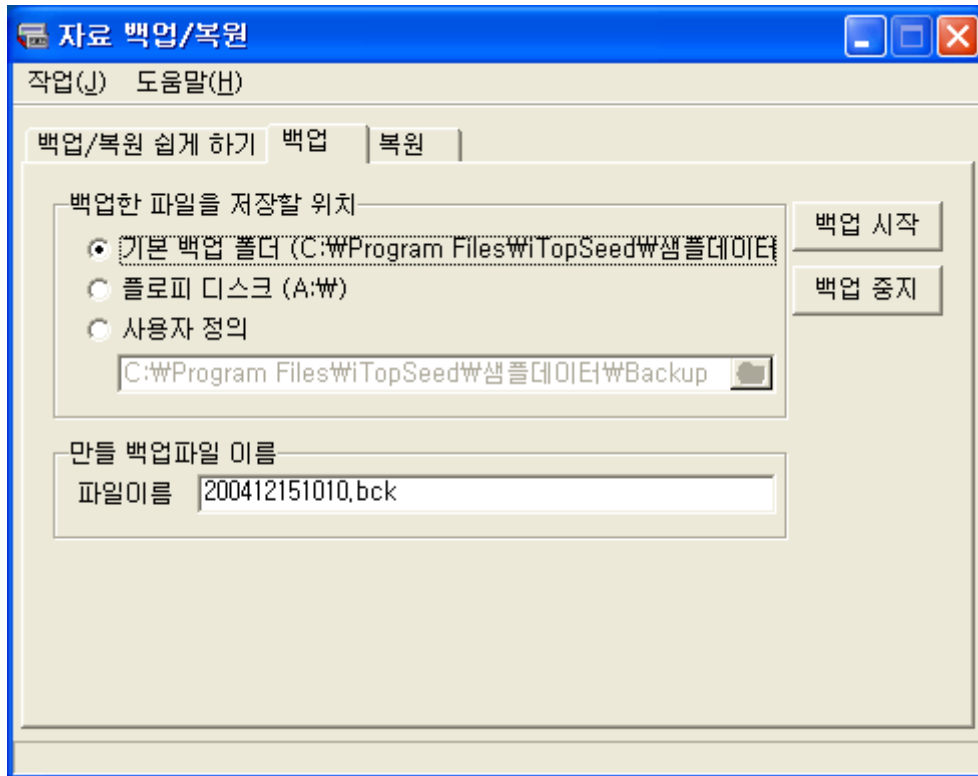 자료 백업/복원
작업(J) 도움말(H)
백업/복원 쉽게 하기 백업 복원
백업한 파일을 저장할 위치
기본 백업 폴더 (C:₩Program Files₩iTopSeed₩샘플데이터
백업 시작
플로피 디스크 (A:₩)
백업 중지
사용자 정의
C:₩Program Files₩iTopSeed₩샘플데이터₩Backup
만들 백업파일 이름
파일이름 200412151010.bck